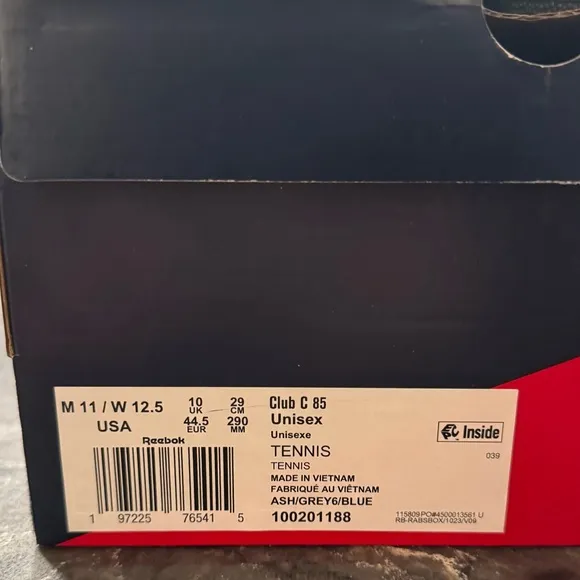 M 11 / W 12.5
USA
10
UK
44.5
EUR
29
CM
290
MM
Reebok
1 97225 76541 5
Club C 85
Unisex
Unisexe
TENNIS
TENNIS
MADE IN VIETNAM
FABRIQUÉ AU VIÊTNAM
ASH/GREY6/BLUE
100201188
Inside
039
115809 PO#4500013561 U
RB-RABSBOX/1023/V09